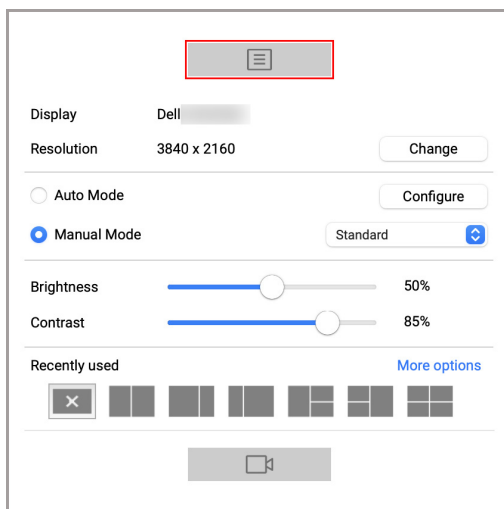 Display Dell
Resolution 3840 x 2160 Change
Auto Mode Configure
Manual Mode Standard
Brightness 50%
Contrast 85%
Recently used More options